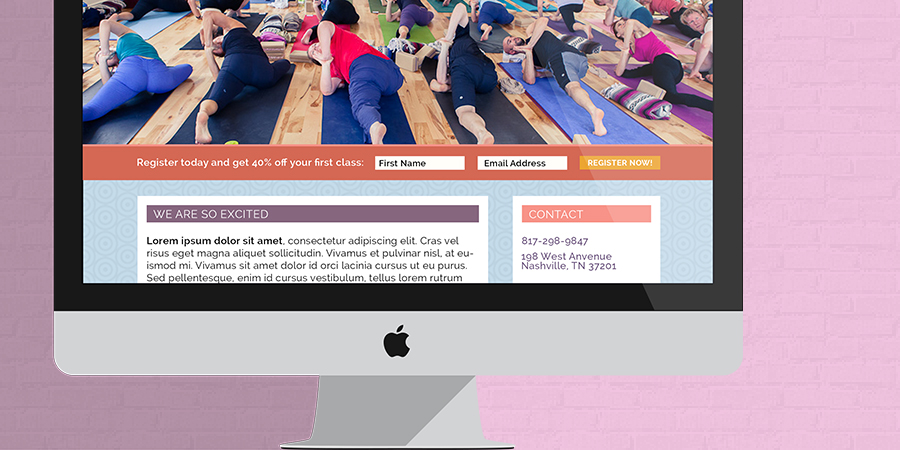 Register today and get 40% off your first class:
First Name
Email Address
REGISTER NOW!
WE ARE SO EXCITED
Lorem ipsum dolor sit amet, consectetur adipiscing elit. Cras vel
risus eget magna aliquet sollicitudin. Vivamus et pulvinar nisl, at eu-
ismod mi. Vivamus sit amet dolor id orci lacinia cursus ut eu purus.
Sed pellentesque, enim id cursus vestibulum, tellus lorem rutrum
CONTACT
817-298-9847
198 West Anvenue
Nashville, TN 37201